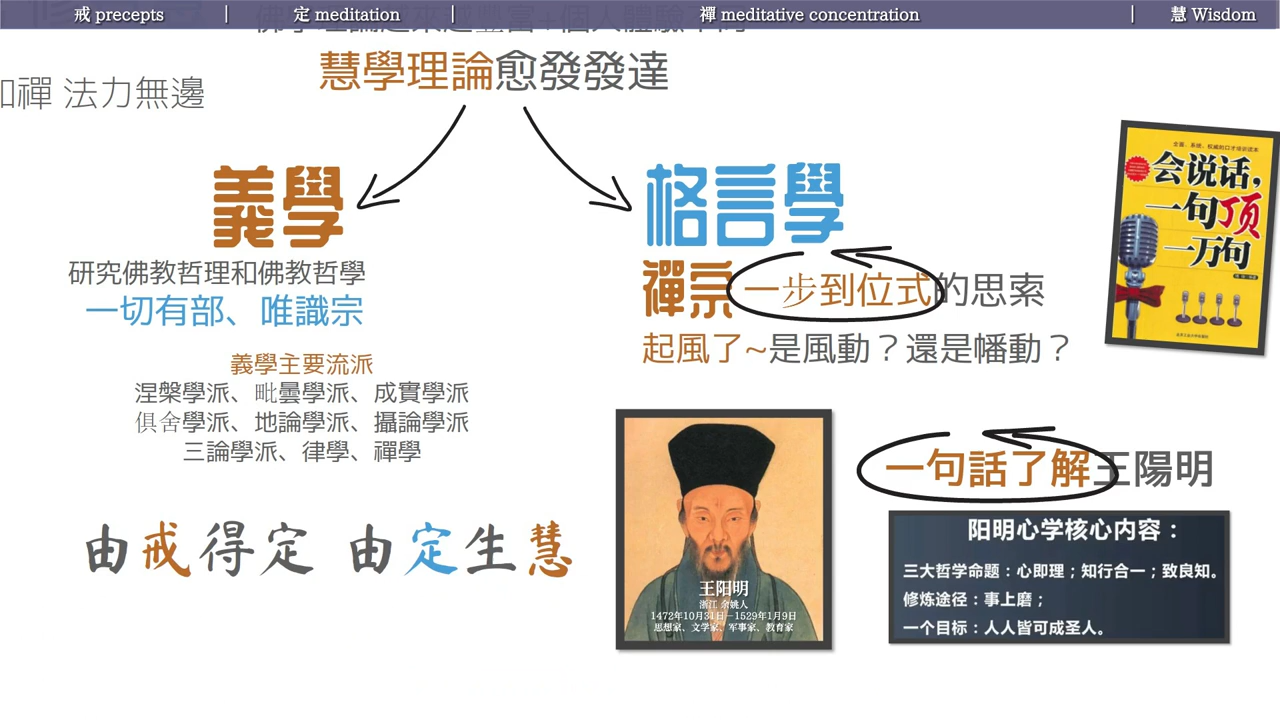 戒 precepts | 定 meditation | 禪 meditative concentration | 慧 Wisdom
慧學理論愈發發達
和禪 法力無邊
義學
研究佛教哲理和佛教哲學
一切有部、唯識宗
義學主要流派
涅槃學派、毗曇學派、成實學派
俱舍學派、地論學派、攝論學派
三論學派、律學、禪學
由戒得定 由定生慧
格言學
禪宗一步到位式的思索
起風了~是風動？還是幡動？
会说话，
一句顶
一万句
一句話了解王陽明
王阳明
浙江 余姚人
1472年10月31日－1529年1月9日
思想家、文学家、军事家、教育家
阳明心学核心内容：
三大哲学命题：心即理；知行合一；致良知。
修炼途径：事上磨；
一个目标：人人皆可成圣人。